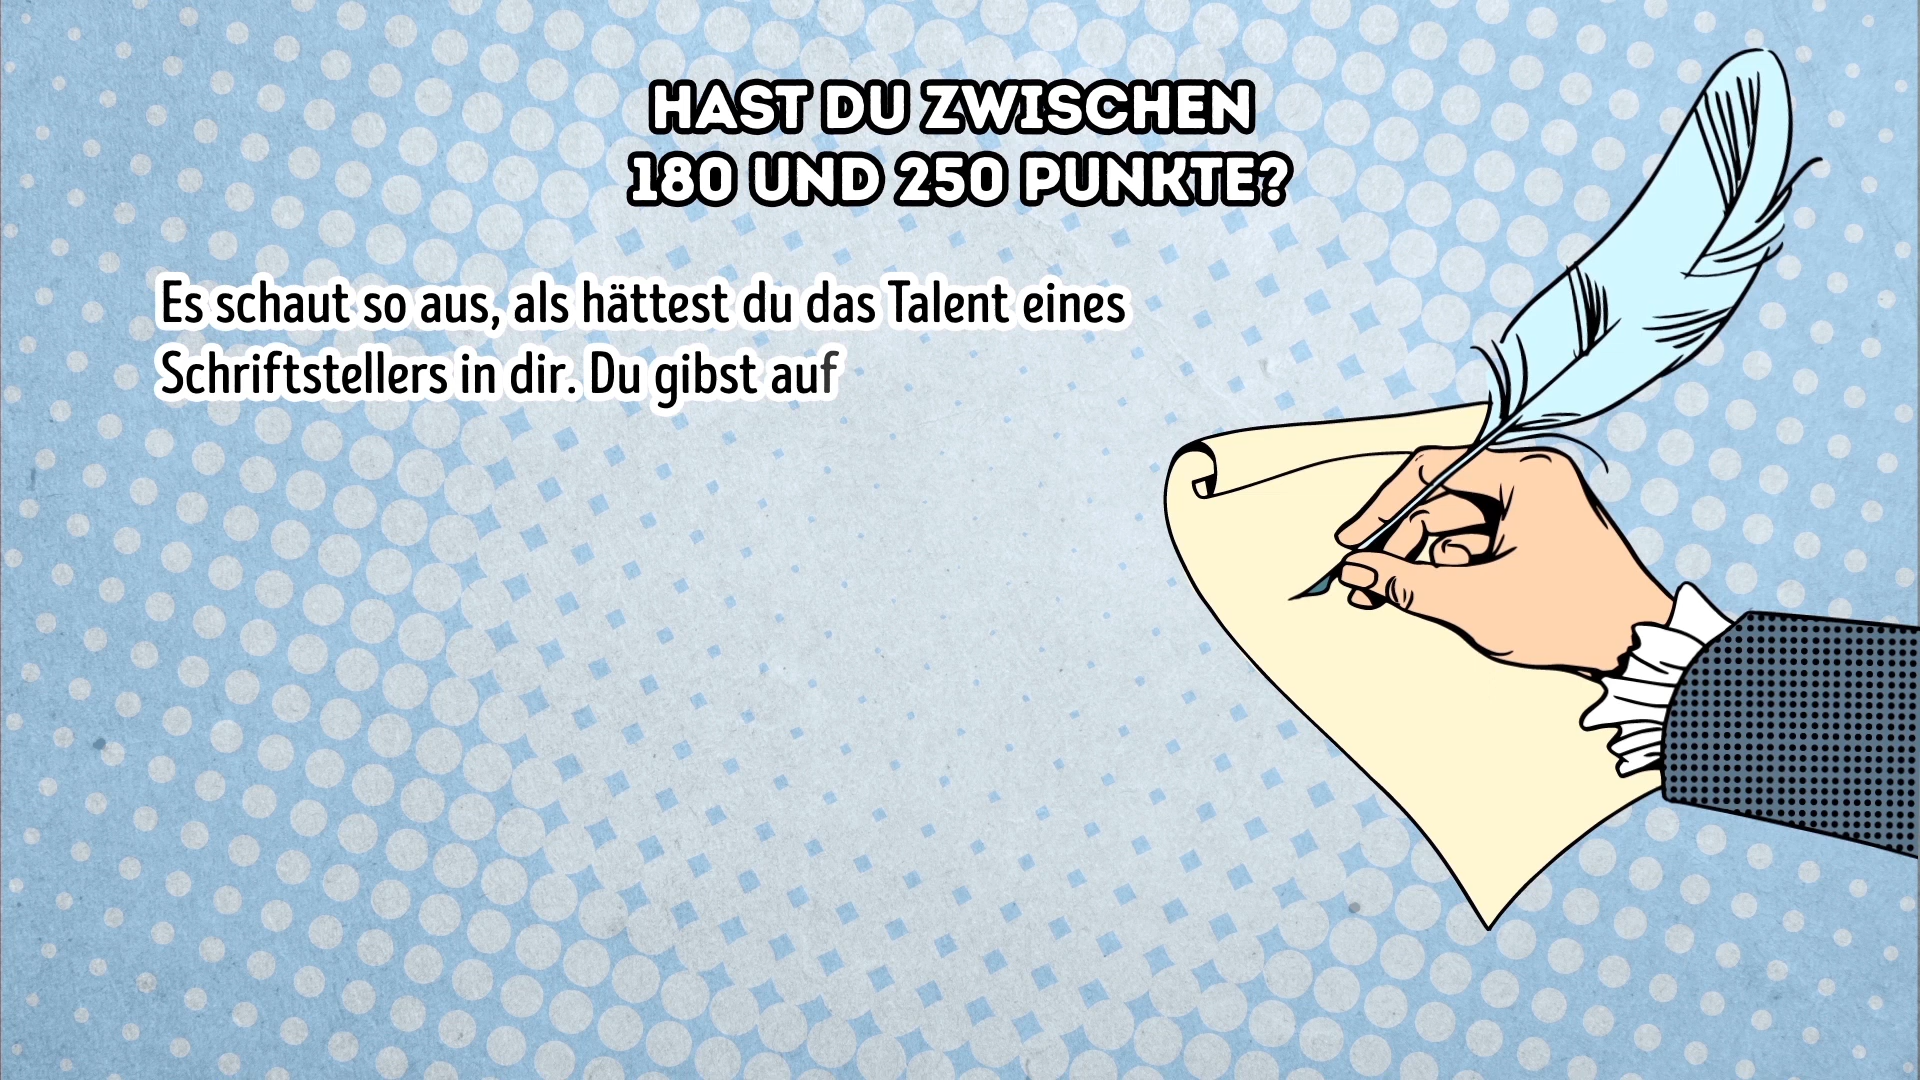 HAST DU ZWISCHEN
180 UND 250 PUNKTE?
Es schaut so aus, als hättest du das Talent eines
Schriftstellers in dir. Du gibst auf